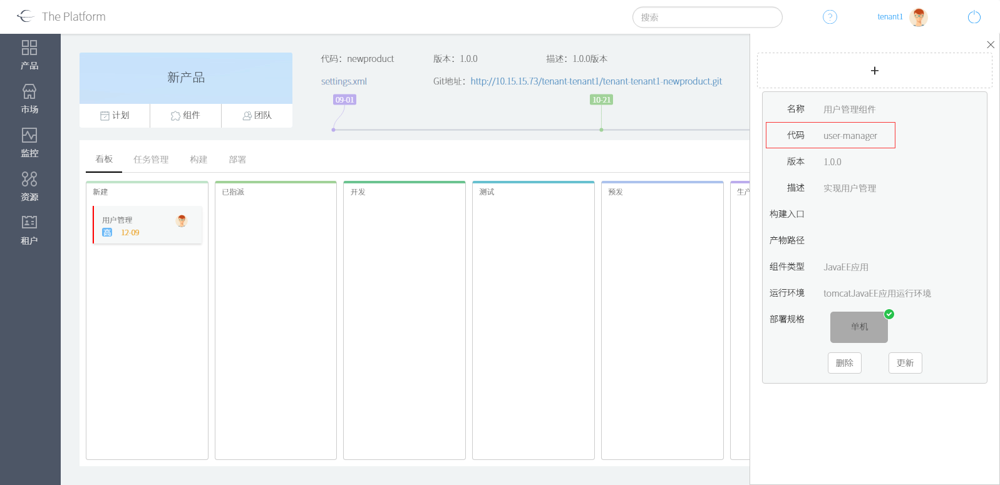 The Platform
搜索
?
tenant1
产品
市场
监控
资源
租户
新产品
计划
组件
团队
代码：newproduct
版本：1.0.0
描述：1.0.0版本
settings.xml
Git地址：http://10.15.15.73/tenant-tenant1/tenant-tenant1-newproduct.git
09-01
10-21
看板
任务管理
构建
部署
新建
已指派
开发
测试
预发
生产
用户管理
高
12-09
+
名称 用户管理组件
代码 user-manager
版本 1.0.0
描述 实现用户管理
构建入口
产物路径
组件类型 JavaEE应用
运行环境 tomcatJavaEE应用运行环境
部署规格 单机
删除
更新